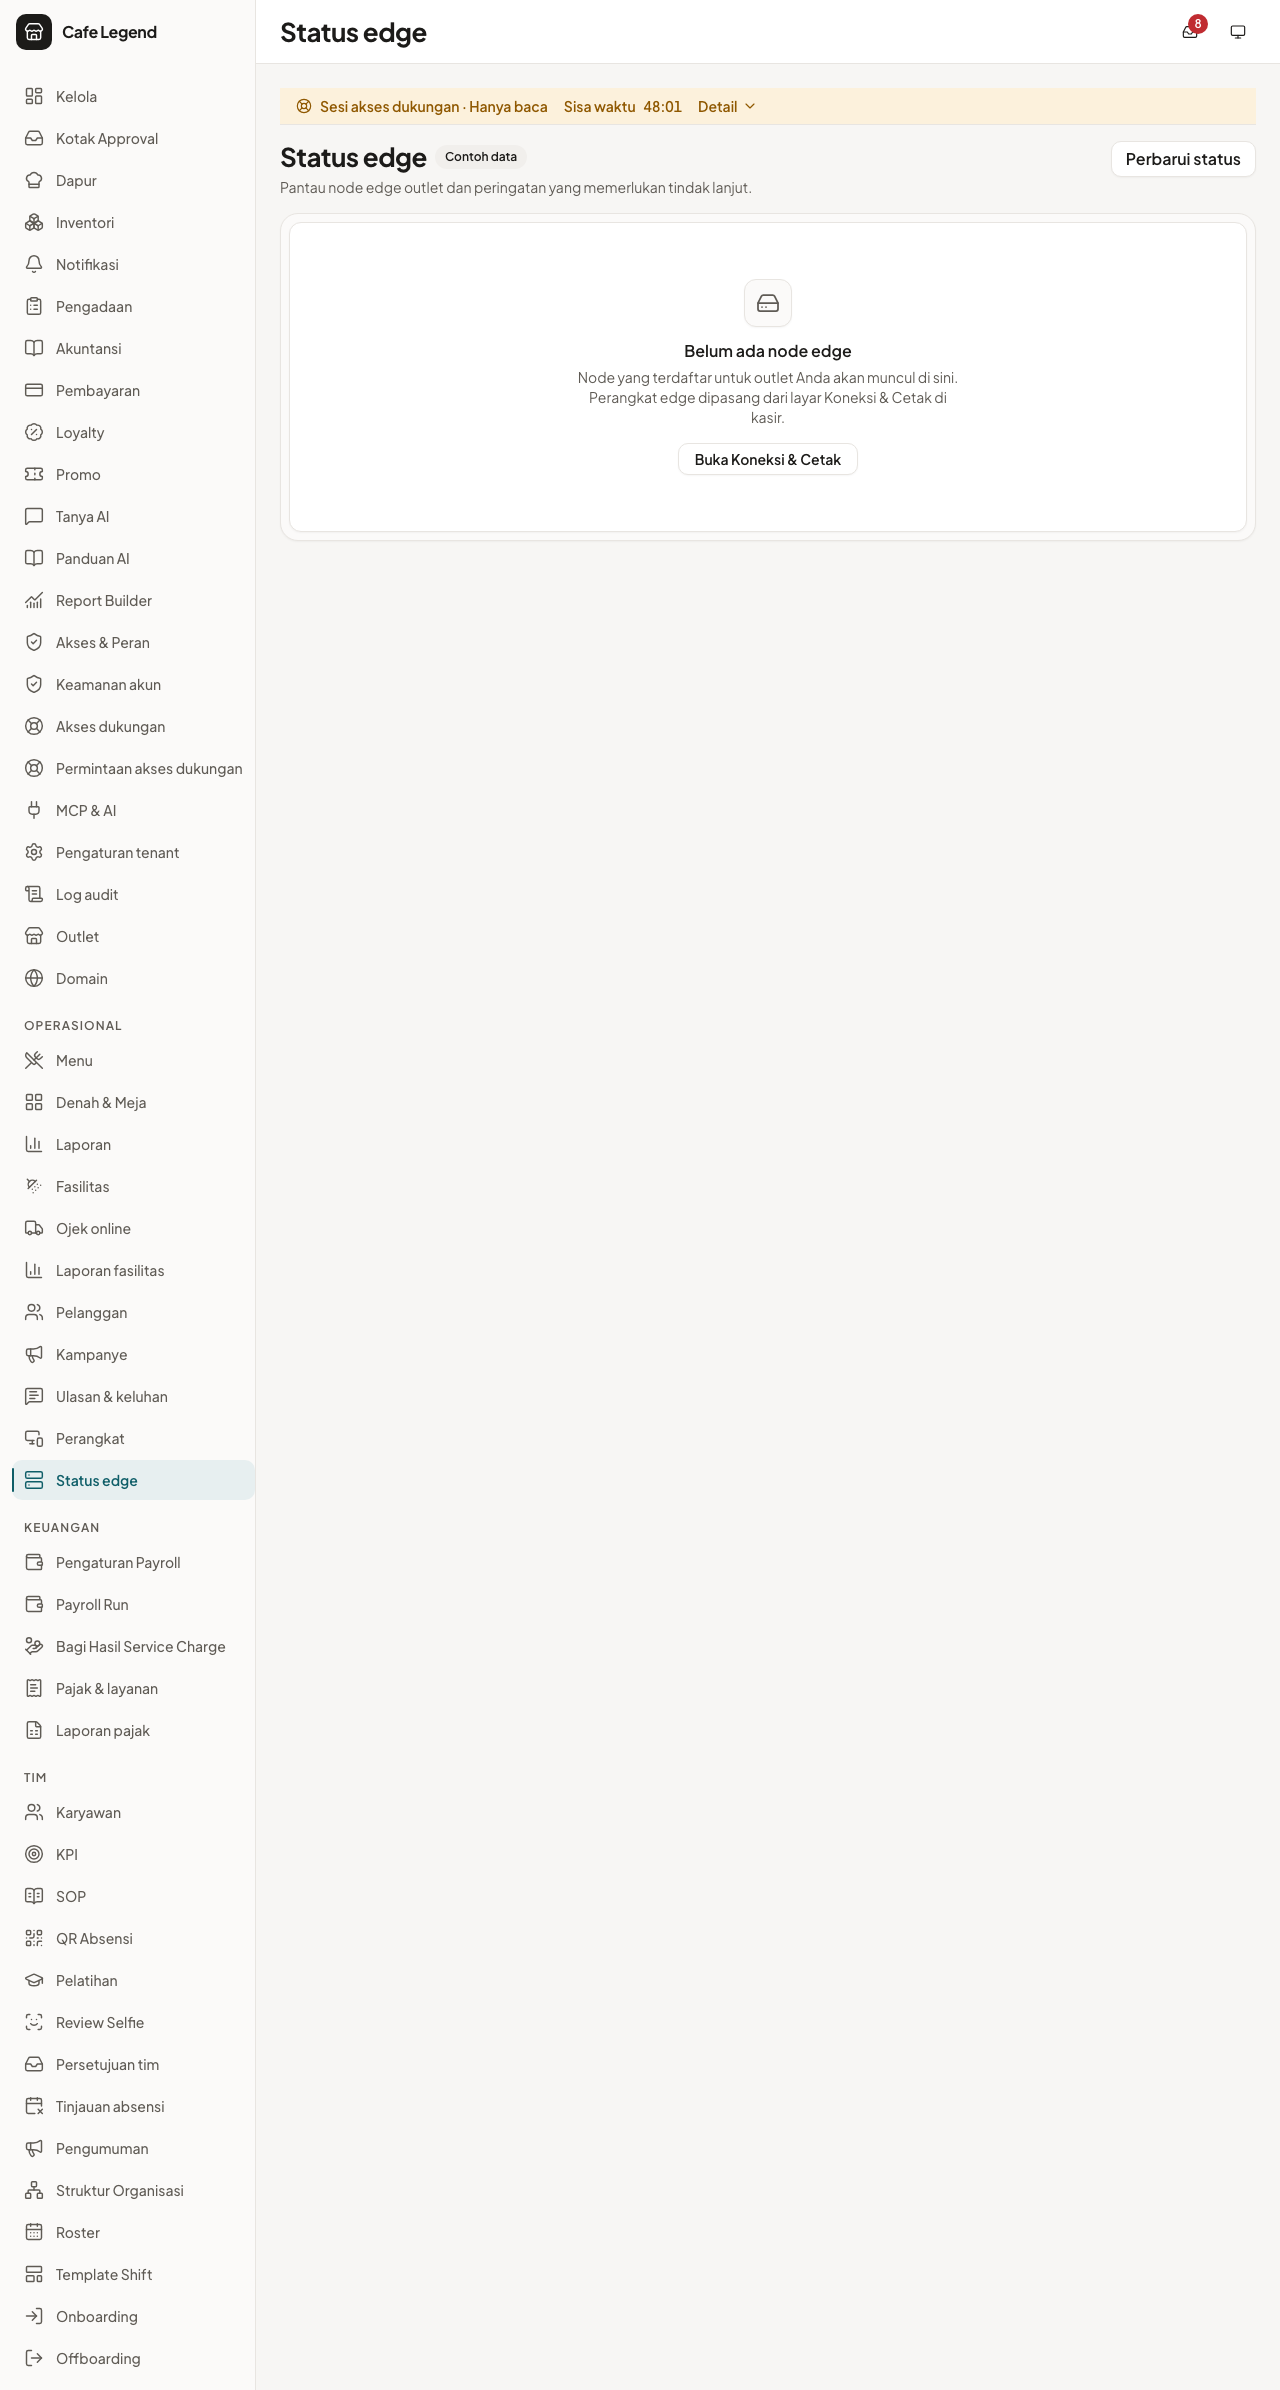 Cafe Legend
Kelola
Kotak Approval
Dapur
Inventori
Notifikasi
Pengadaan
Akuntansi
Pembayaran
Loyalty
Promo
Tanya AI
Panduan AI
Report Builder
Akses & Peran
Keamanan akun
Akses dukungan
Permintaan akses dukungan
MCP & AI
Pengaturan tenant
Log audit
Outlet
Domain
OPERASIONAL
Menu
Denah & Meja
Laporan
Fasilitas
Ojek online
Laporan fasilitas
Pelanggan
Kampanye
Ulasan & keluhan
Perangkat
Status edge
KEUANGAN
Pengaturan Payroll
Payroll Run
Bagi Hasil Service Charge
Pajak & layanan
Laporan pajak
TIM
Karyawan
KPI
SOP
QR Absensi
Pelatihan
Review Selfie
Persetujuan tim
Tinjauan absensi
Pengumuman
Struktur Organisasi
Roster
Template Shift
Onboarding
Offboarding
Status edge
8
Sesi akses dukungan · Hanya baca Sisa waktu 48:01 Detail
Status edge Contoh data
Perbarui status
Pantau node edge outlet dan peringatan yang memerlukan tindak lanjut.
Belum ada node edge
Node yang terdaftar untuk outlet Anda akan muncul di sini.
Perangkat edge dipasang dari layar Koneksi & Cetak di
kasir.
Buka Koneksi & Cetak